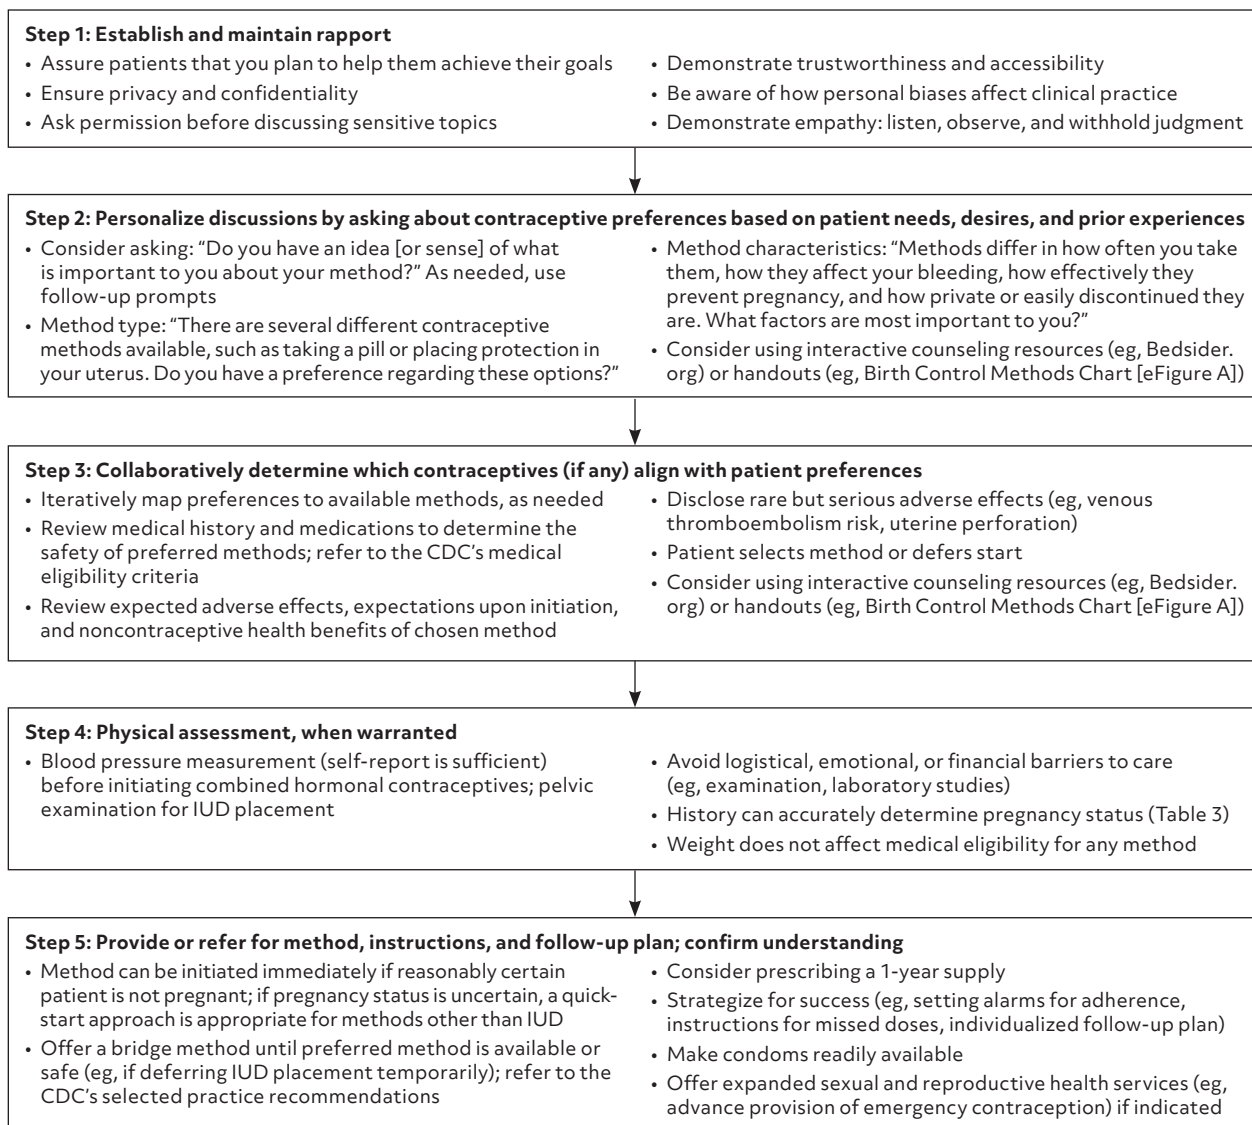 Step 1: Establish and maintain rapport
• Assure patients that you plan to help them achieve their goals
• Ensure privacy and confidentiality
• Ask permission before discussing sensitive topics
• Demonstrate trustworthiness and accessibility
• Be aware of how personal biases affect clinical practice
• Demonstrate empathy: listen, observe, and withhold judgment
Step 2: Personalize discussions by asking about contraceptive preferences based on patient needs, desires, and prior experiences
• Consider asking: “Do you have an idea [or sense] of what
is important to you about your method?” As needed, use
follow-up prompts
• Method type: “There are several different contraceptive
methods available, such as taking a pill or placing protection in
your uterus. Do you have a preference regarding these options?”
• Method characteristics: “Methods differ in how often you take
them, how they affect your bleeding, how effectively they
prevent pregnancy, and how private or easily discontinued they
are. What factors are most important to you?”
• Consider using interactive counseling resources (eg, Bedsider.
org) or handouts (eg, Birth Control Methods Chart [eFigure A])
Step 3: Collaboratively determine which contraceptives (if any) align with patient preferences
• Iteratively map preferences to available methods, as needed
• Review medical history and medications to determine the
safety of preferred methods; refer to the CDC’s medical
eligibility criteria
• Review expected adverse effects, expectations upon initiation,
and noncontraceptive health benefits of chosen method
• Disclose rare but serious adverse effects (eg, venous
thromboembolism risk, uterine perforation)
• Patient selects method or defers start
• Consider using interactive counseling resources (eg, Bedsider.
org) or handouts (eg, Birth Control Methods Chart [eFigure A])
Step 4: Physical assessment, when warranted
• Blood pressure measurement (self-report is sufficient)
before initiating combined hormonal contraceptives; pelvic
examination for IUD placement
• Avoid logistical, emotional, or financial barriers to care
(eg, examination, laboratory studies)
• History can accurately determine pregnancy status (Table 3)
• Weight does not affect medical eligibility for any method
Step 5: Provide or refer for method, instructions, and follow-up plan; confirm understanding
• Method can be initiated immediately if reasonably certain
patient is not pregnant; if pregnancy status is uncertain, a quick-
start approach is appropriate for methods other than IUD
• Offer a bridge method until preferred method is available or
safe (eg, if deferring IUD placement temporarily); refer to the
CDC’s selected practice recommendations
• Consider prescribing a 1-year supply
• Strategize for success (eg, setting alarms for adherence,
instructions for missed doses, individualized follow-up plan)
• Make condoms readily available
• Offer expanded sexual and reproductive health services (eg,
advance provision of emergency contraception) if indicated